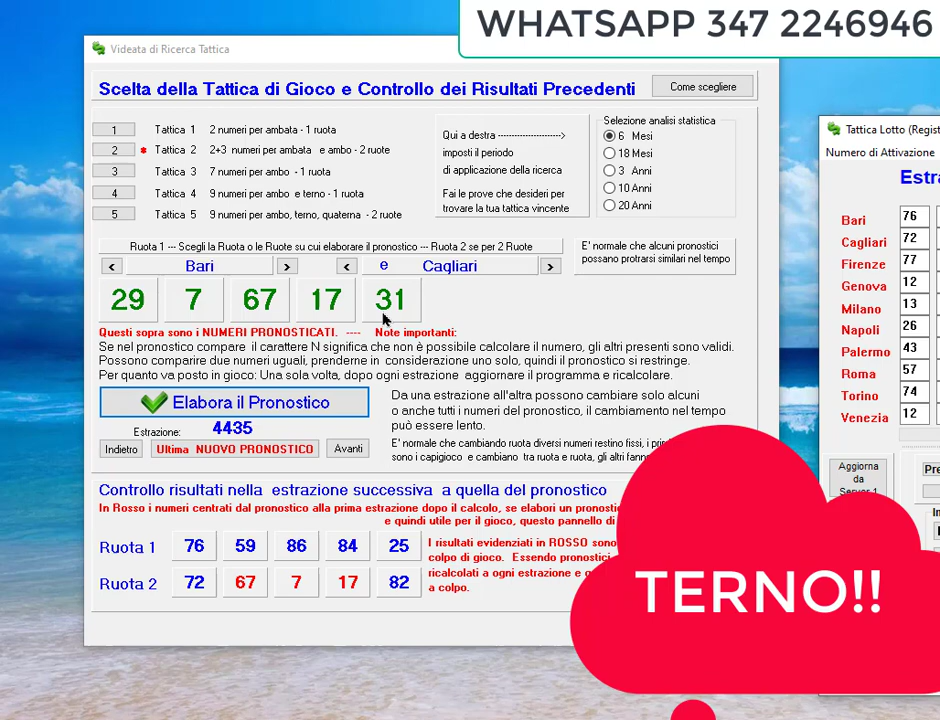 WHATSAPP 347 2246946
Videata di Ricerca Tattica
Scelta della Tattica di Gioco e Controllo dei Risultati Precedenti
Come scegliere
1 Tattica 1 2 numeri per ambata - 1 ruota
2 * Tattica 2 2+3 numeri per ambata e ambo - 2 ruote
3 Tattica 3 7 numeri per ambo - 1 ruota
4 Tattica 4 9 numeri per ambo e terno - 1 ruota
5 Tattica 5 9 numeri per ambo, terno, quaterna - 2 ruote
Qui a destra ---------------------->
imposti il periodo
di applicazione della ricerca
Fai le prove che desideri per
trovare la tua tattica vincente
Selezione analisi statistica
6 Mesi
18 Mesi
3 Anni
10 Anni
20 Anni
Ruota 1 --- Scegli la Ruota o le Ruote su cui elaborare il pronostico --- Ruota 2 se per 2 Ruote
< Bari > < e Cagliari >
E' normale che alcuni pronostici
possano protrarsi similari nel tempo
29 7 67 17 31
Questi sopra sono i NUMERI PRONOSTICATI. ---- Note importanti:
Se nel pronostico compare il carattere N significa che non è possibile calcolare il numero, gli altri presenti sono validi.
Possono comparire due numeri uguali, prenderne in considerazione uno solo, quindi il pronostico si restringe.
Per quanto va posto in gioco: Una sola volta, dopo ogni estrazione aggiornare il programma e ricalcolare.
Elabora il Pronostico
Estrazione: 4435
Indietro Ultima NUOVO PRONOSTICO Avanti
Da una estrazione all'altra possono cambiare solo alcuni
o anche tutti i numeri del pronostico, il cambiamento nel tempo
può essere lento.
E' normale che cambiando ruota diversi numeri restino fissi, i
sono i capigioco e cambiano tra ruota e ruota, gli altri
Controllo risultati nella estrazione successiva a quella del pronostico
In Rosso i numeri centrati dal pronostico alla prima estrazione dopo il calcolo, se elabori un
e quindi utile per il gioco, questo pannello di
Ruota 1 76 59 86 84 25
Ruota 2 72 67 7 17 82
I risultati evidenziati in ROSSO
colpo di gioco. Essendo
ricalcolati a ogni estrazione e
a colpo.
Tattica Lotto
Numero di Attivazione
Bari 76
Cagliari 72
Firenze 77
Genova 12
Milano 13
Napoli 26
Palermo 43
Roma 57
Torino 74
Venezia 12
Aggiorna
da
Server 1
TERNO!!